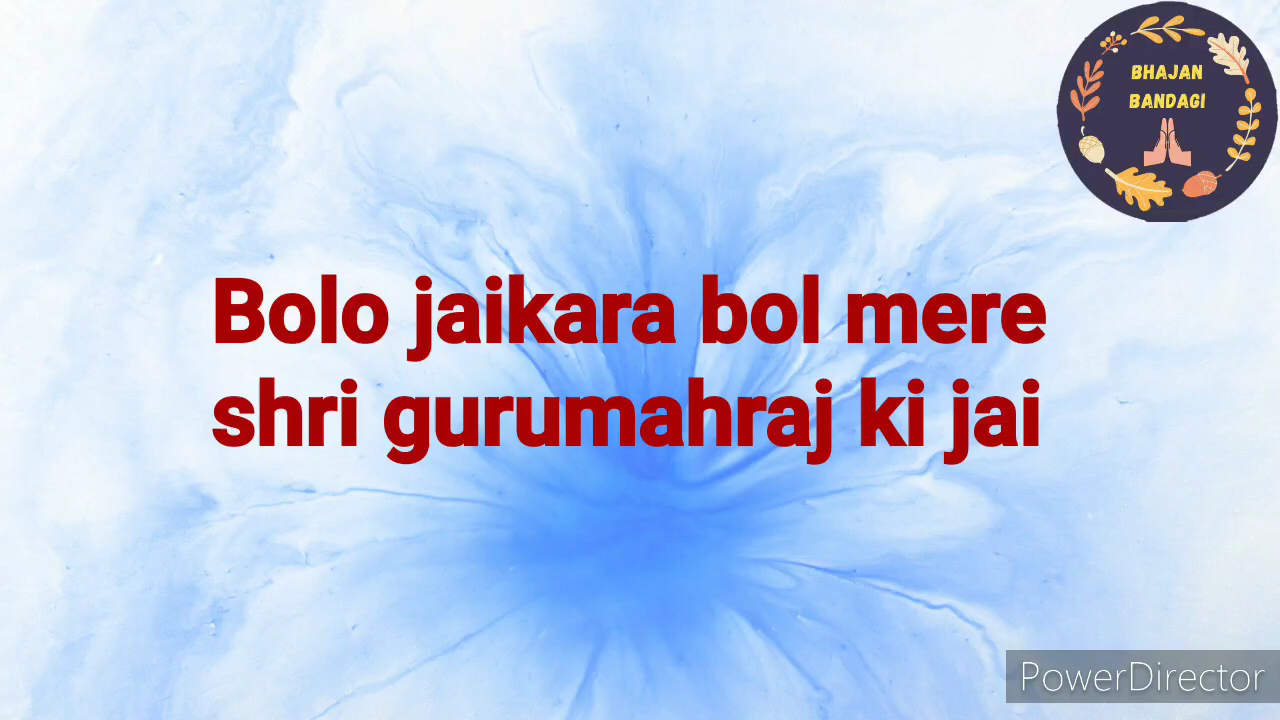 BHAJAN
BANDAGI
Bolo jaikara bol mere
shri gurumahraj ki jai
PowerDirector